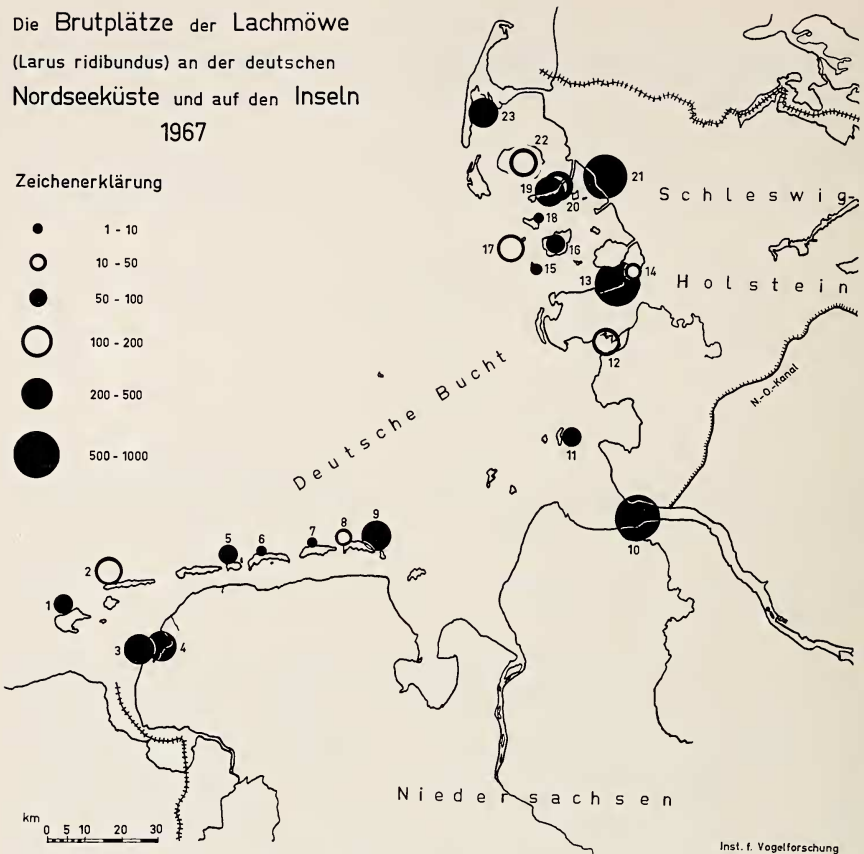 Die Brutplätze der Lachmöwe
(Larus ridibundus) an der deutschen
Nordseeküste und auf den Inseln
1967
Zeichenerklärung
1 - 10
10 - 50
50 - 100
100 - 200
200 - 500
500 - 1000
23
22
21
19
20
18
17
16
15
14
13
12
11
10
9
8
7
6
5
4
3
2
1
Schleswig-
Holstein
N.-O.-Kanal
Deutsche Bucht
Niedersachsen
km
0 5 10 20 30
Inst. f. Vogelforschung